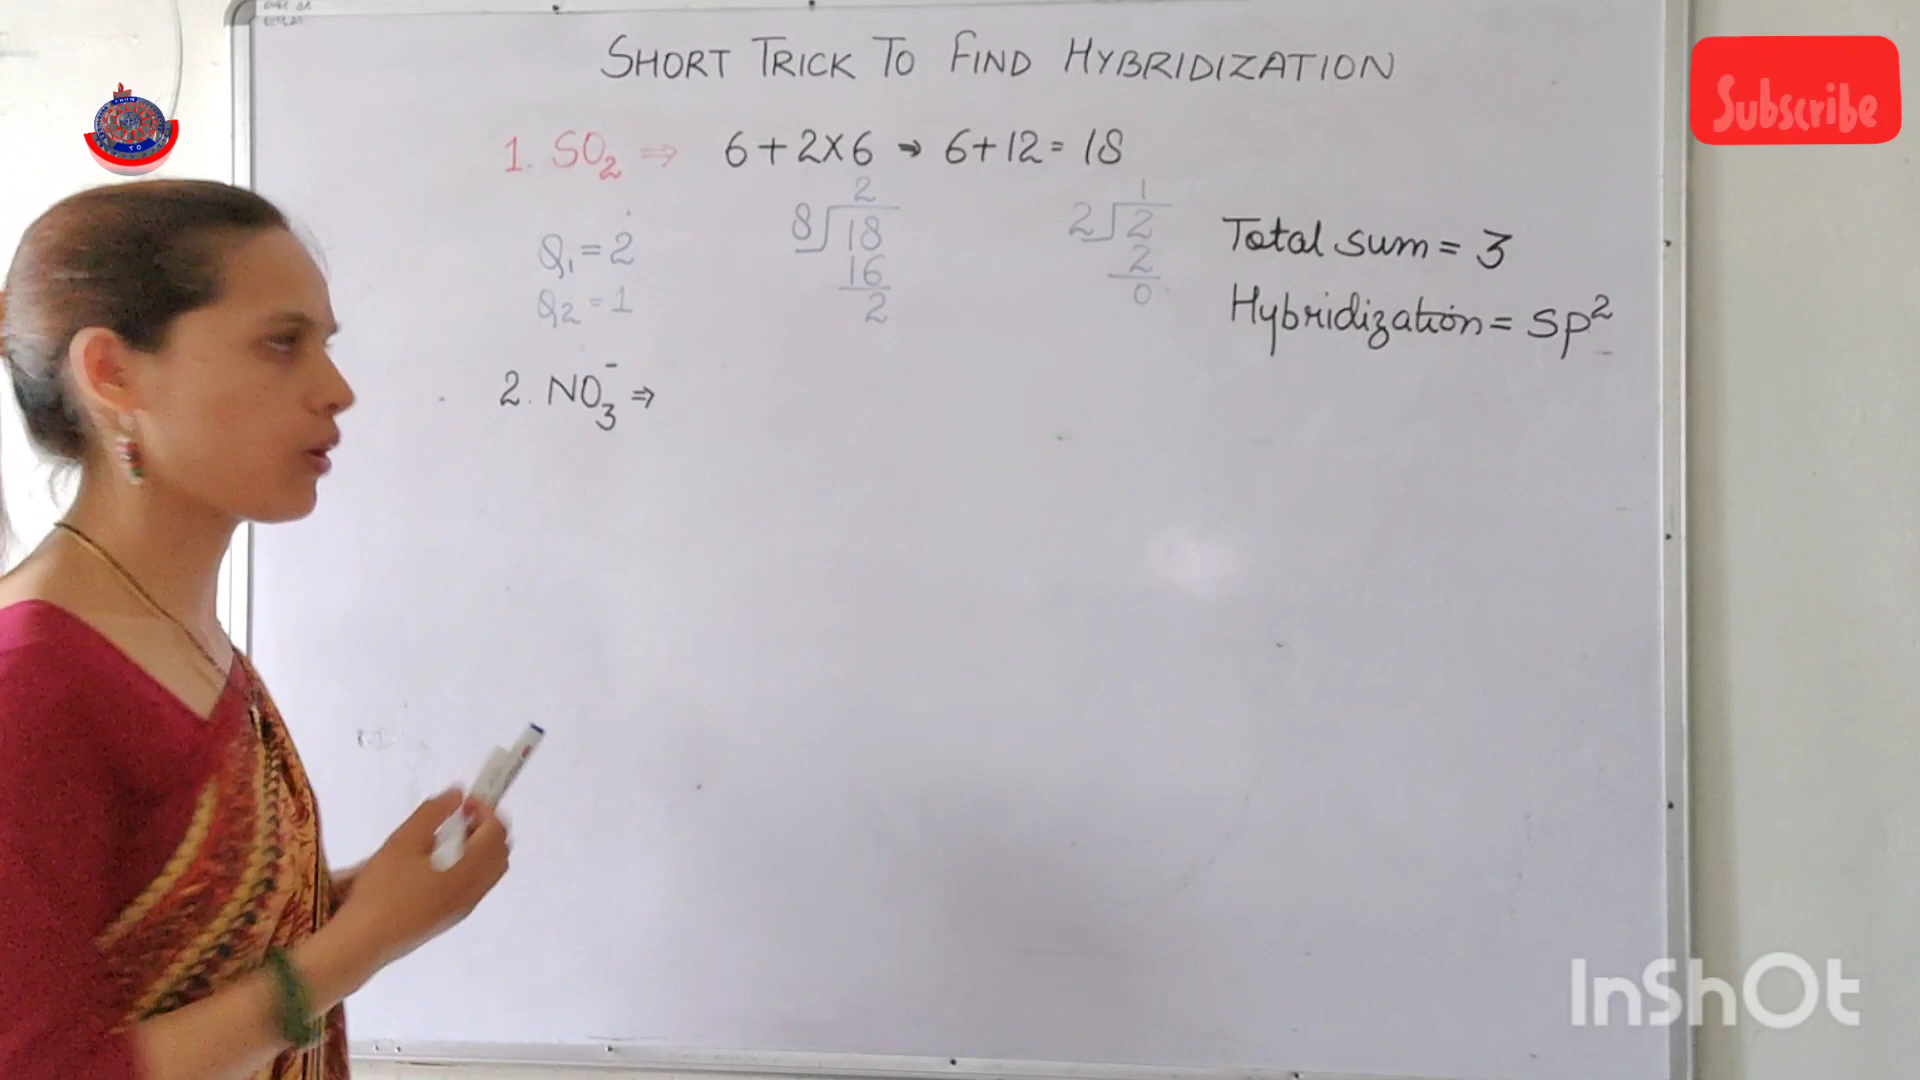 SHORT TRICK TO FIND HYBRIDIZATION
Subscribe
1. SO₂ ⇒ 6+2×6 → 6+12 = 18
Q₁ = 2
Q₂ = 1
2
8 18
16
2
1
2 2
2
0
Total sum = 3
Hybridization = sp²
2. NO₃⁻ ⇒
InShOt